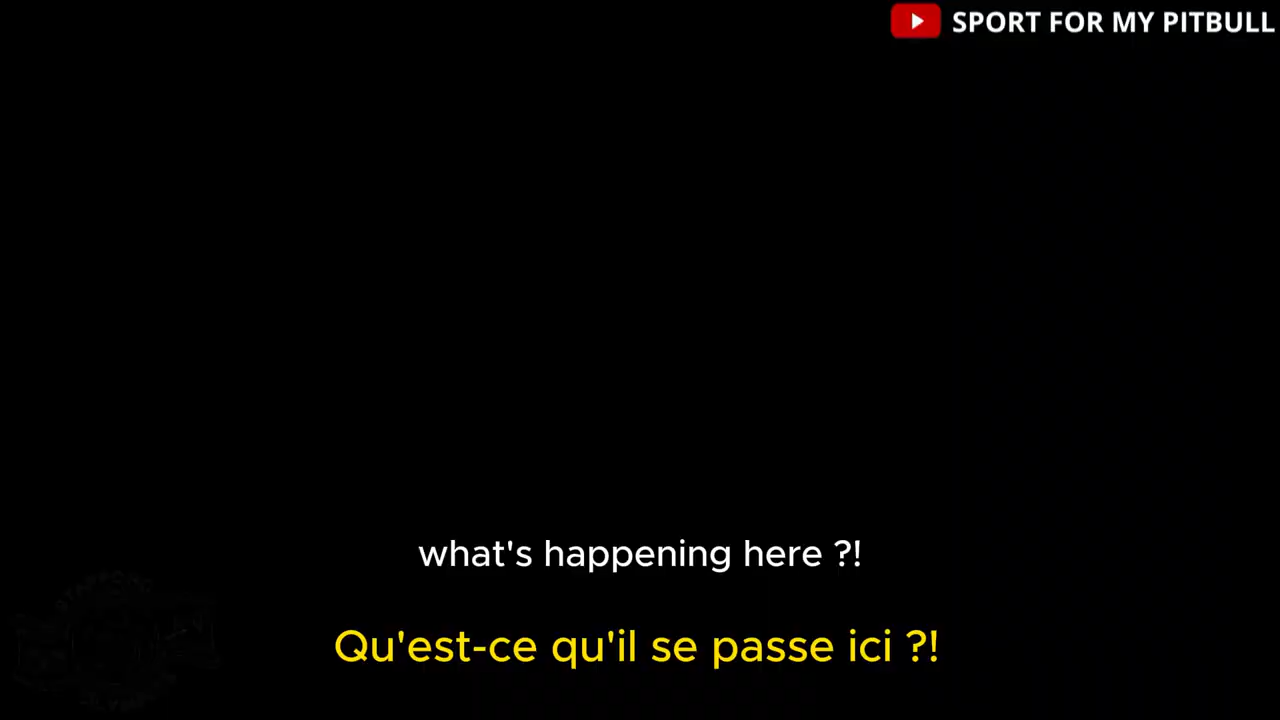 SPORT FOR MY PITBULL
what's happening here ?!
Qu'est-ce qu'il se passe ici ?!